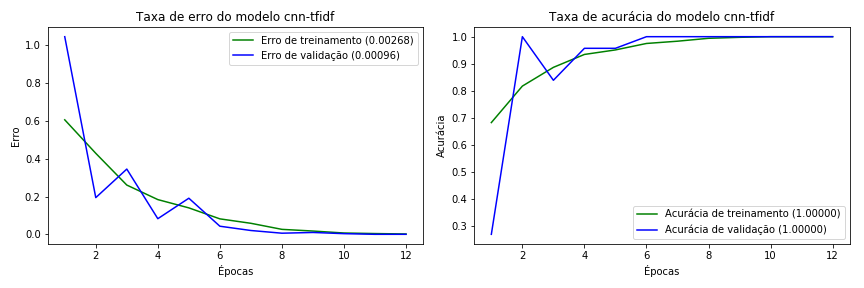 Taxa de erro do modelo cnn-tfidf
Erro de treinamento (0.00268)
Erro de validação (0.00096)
1.0
0.8
0.6
0.4
0.2
0.0
Erro
2 4 6 8 10 12
Épocas
Taxa de acurácia do modelo cnn-tfidf
1.0
0.9
0.8
0.7
0.6
0.5
0.4
0.3
Acurácia
Acurácia de treinamento (1.00000)
Acurácia de validação (1.00000)
2 4 6 8 10 12
Épocas